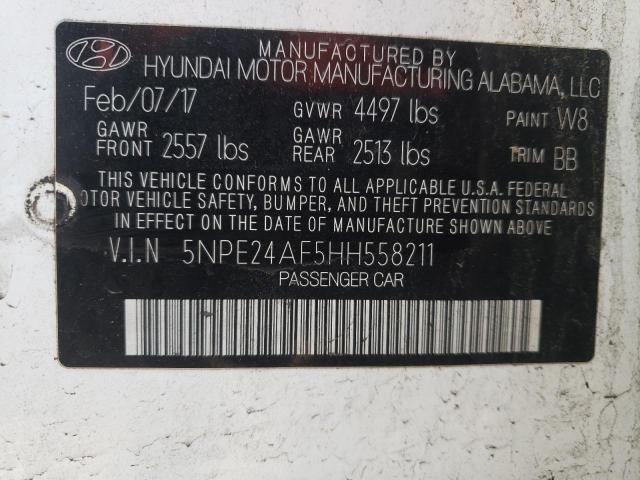 MANUFACTURED BY
HYUNDAI MOTOR MANUFACTURING ALABAMA, LLC
Feb/07/17 GVWR 4497 lbs PAINT W8
GAWR FRONT 2557 lbs GAWR REAR 2513 lbs TRIM BB
THIS VEHICLE CONFORMS TO ALL APPLICABLE U.S.A. FEDERAL
MOTOR VEHICLE SAFETY, BUMPER, AND THEFT PREVENTION STANDARDS
IN EFFECT ON THE DATE OF MANUFACTURE SHOWN ABOVE
V.I.N 5NPE24AF5HH558211
PASSENGER CAR